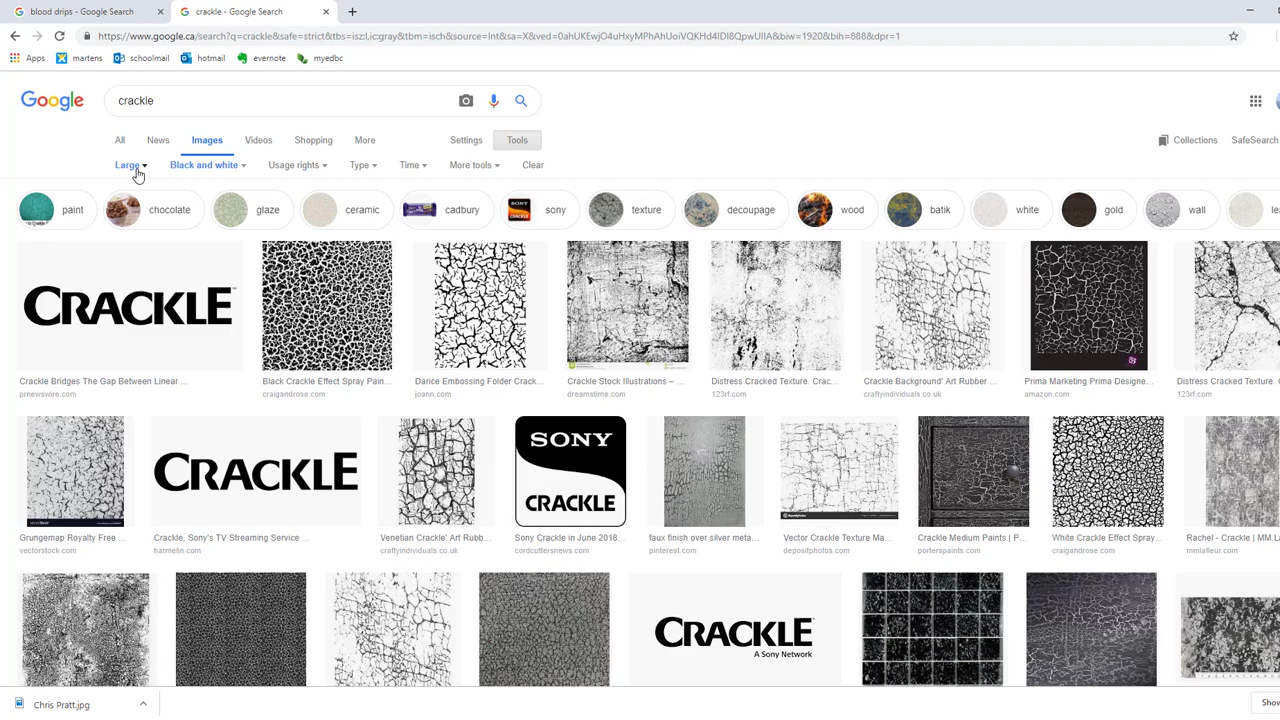 blood drips - Google Search
crackle - Google Search
https://www.google.ca/search?q=crackle&safe=strict&tbs=isz:l,ic:gray&tbm=isch&source=lnt&sa=X&ved=0ahUKEwjO4uHxyMPhAhUoiVQKHd4lDI8QpwUIIA&biw=1920&bih=888&dpr=1
Apps martens schoolmail hotmail evernote myedbc
Google crackle
All News Images Videos Shopping More Settings Tools Collections SafeSearch
Large Black and white Usage rights Type Time More tools Clear
paint chocolate glaze ceramic cadbury sony texture decoupage wood batik white gold wall
CRACKLE
Crackle Bridges The Gap Between Linear ... Black Crackle Effect Spray Pain... Darice Embossing Folder Crack... Crackle Stock Illustrations – ... Distress Cracked Texture. Crac... Crackle Background' Art Rubber ... Prima Marketing Prima Designe... Distress Cracked Texture. C
prnewswire.com craigandrose.com joann.com dreamstime.com 123rf.com craftyindividuals.co.uk amazon.com 123rf.com
CRACKLE SONY CRACKLE
Grungemap Royalty Free ... Crackle, Sony's TV Streaming Service ... Venetian Crackle' Art Rubb... Sony Crackle in June 2018... faux finish over silver meta... Vector Crackle Texture Ma... Crackle Medium Paints | P... White Crackle Effect Spray... Rachel - Crackle | MM.La
vectorstock.com harmelin.com craftyindividuals.co.uk cordcuttersnews.com pinterest.com depositphotos.com porterspaints.com craigandrose.com mmlafleur.com
CRACKLE
A Sony Network
Chris Pratt.jpg Show